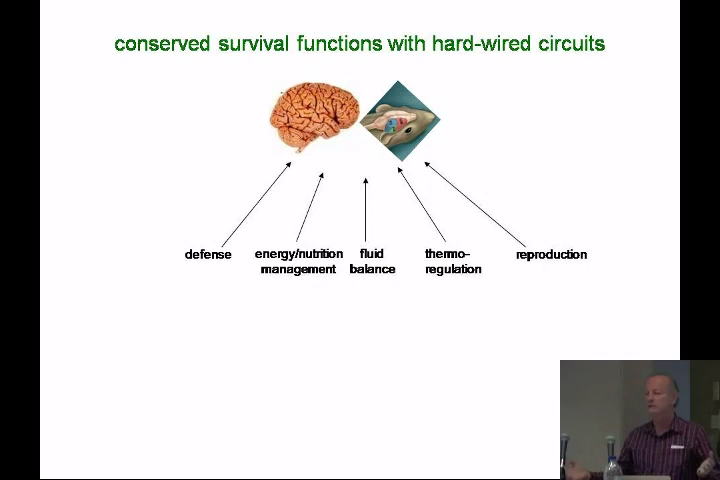 conserved survival functions with hard-wired circuits
defense
energy/nutrition
management
fluid
balance
thermo-
regulation
reproduction